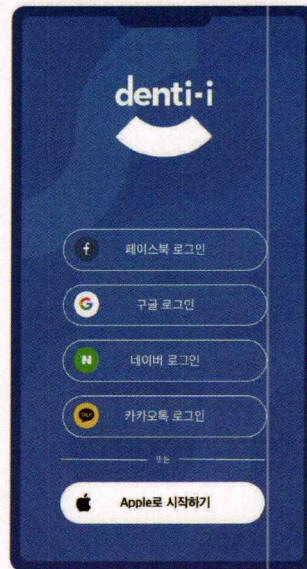 denti-i
페이스북 로그인
구글 로그인
네이버 로그인
카카오톡 로그인
또는
Apple로 시작하기